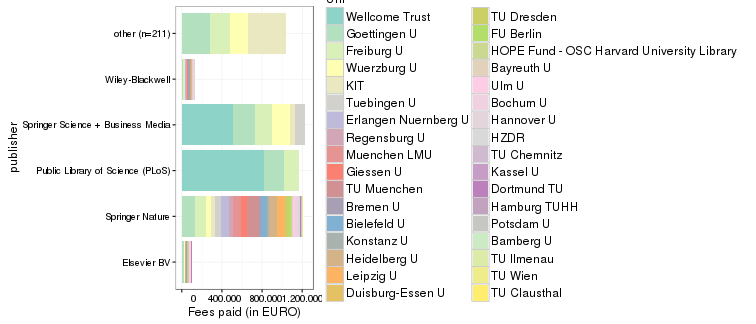 Wellcome Trust
Goettingen U
Freiburg U
Wuerzburg U
KIT
Tuebingen U
Erlangen Nuernberg U
Regensburg U
Muenchen LMU
Giessen U
TU Muenchen
Bremen U
Bielefeld U
Konstanz U
Heidelberg U
Leipzig U
Duisburg-Essen U
TU Dresden
FU Berlin
HOPE Fund - OSC Harvard University Library
Bayreuth U
Ulm U
Bochum U
Hannover U
HZDR
TU Chemnitz
Kassel U
Dortmund TU
Hamburg TUHH
Potsdam U
Bamberg U
TU Ilmenau
TU Wien
TU Clausthal
publisher
other (n=211)
Wiley-Blackwell
Springer Science + Business Media
Public Library of Science (PLoS)
Springer Nature
Elsevier BV
0 400.000 800.000 1.200.000
Fees paid (in EURO)